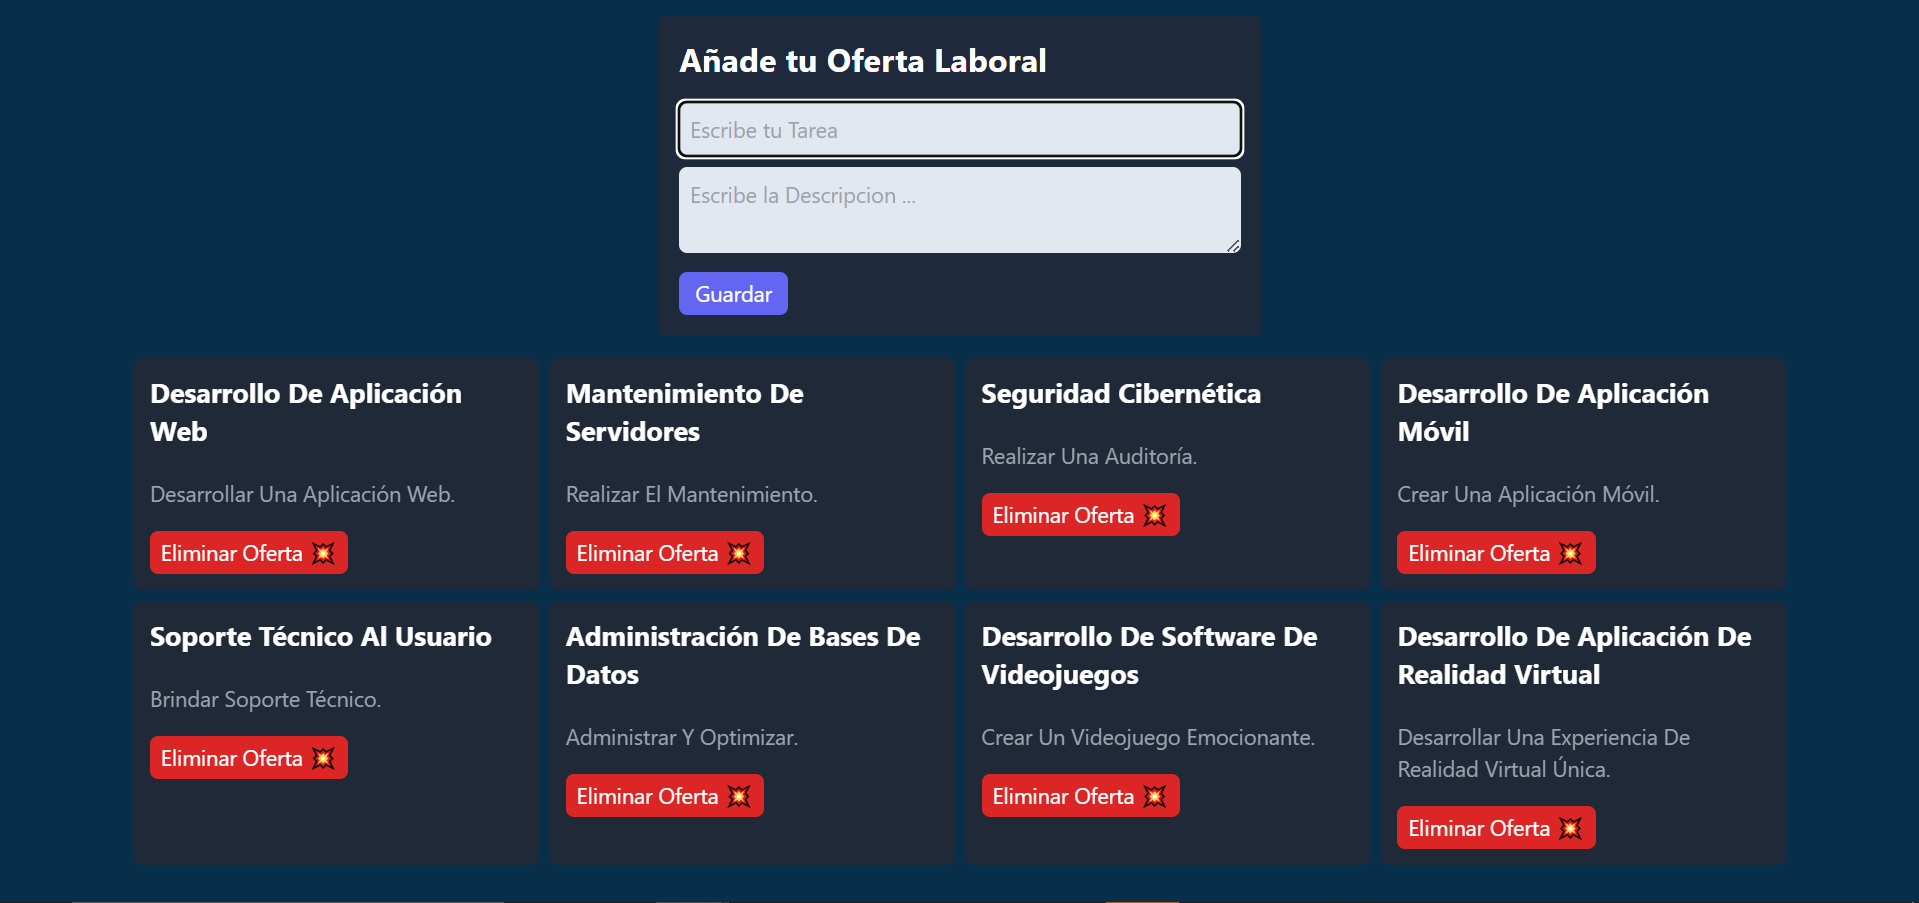 Añade tu Oferta Laboral
Escribe tu Tarea
Escribe la Descripcion ...
Guardar
Desarrollo De Aplicación
Web
Desarrollar Una Aplicación Web.
Eliminar Oferta 💥
Mantenimiento De
Servidores
Realizar El Mantenimiento.
Eliminar Oferta 💥
Seguridad Cibernética
Realizar Una Auditoría.
Eliminar Oferta 💥
Desarrollo De Aplicación
Móvil
Crear Una Aplicación Móvil.
Eliminar Oferta 💥
Soporte Técnico Al Usuario
Brindar Soporte Técnico.
Eliminar Oferta 💥
Administración De Bases De
Datos
Administrar Y Optimizar.
Eliminar Oferta 💥
Desarrollo De Software De
Videojuegos
Crear Un Videojuego Emocionante.
Eliminar Oferta 💥
Desarrollo De Aplicación De
Realidad Virtual
Desarrollar Una Experiencia De
Realidad Virtual Única.
Eliminar Oferta 💥